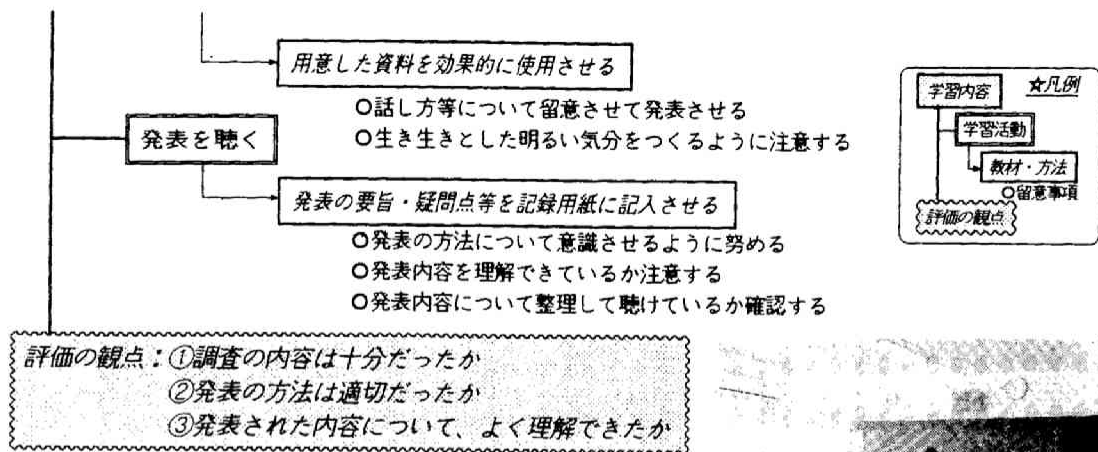 用意した資料を効果的に使用させる
○話し方等について留意させて発表させる
○生き生きとした明るい気分をつくるように注意する
発表を聴く
発表の要旨・疑問点等を記録用紙に記入させる
○発表の方法について意識させるように努める
○発表内容を理解できているか注意する
○発表内容について整理して聴けているか確認する
評価の観点：①調査の内容は十分だったか
②発表の方法は適切だったか
③発表された内容について、よく理解できたか
☆凡例
学習内容
学習活動
教材・方法
○留意事項
評価の観点